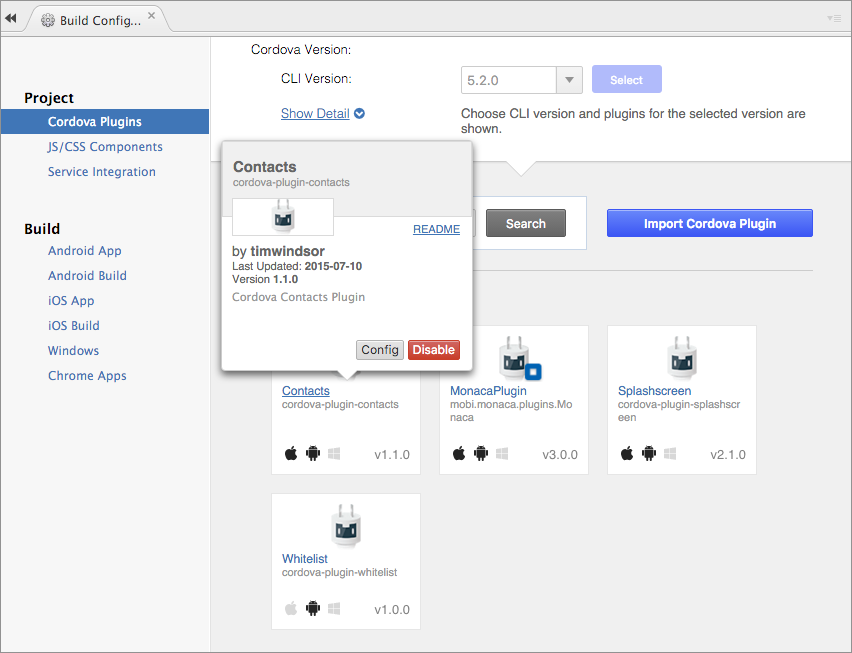 Build Config...
Project
Cordova Plugins
JS/CSS Components
Service Integration
Build
Android App
Android Build
iOS App
iOS Build
Windows
Chrome Apps
Cordova Version:
CLI Version:
5.2.0
Select
Show Detail
Choose CLI version and plugins for the selected version are
shown.
Contacts
cordova-plugin-contacts
README
by timwindsor
Last Updated: 2015-07-10
Version 1.1.0
Cordova Contacts Plugin
Config
Disable
Search
Import Cordova Plugin
Contacts
cordova-plugin-contacts
v1.1.0
MonacaPlugin
mobi.monaca.plugins.Mo
naca
v3.0.0
Splashscreen
cordova-plugin-splashscr
een
v2.1.0
Whitelist
cordova-plugin-whitelist
v1.0.0